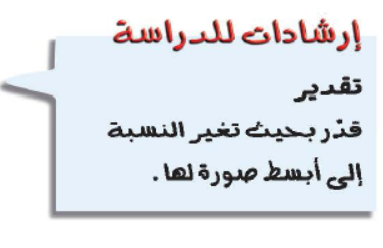 إرشادات للدراسة
تقدير
قدّر بحيث تغير النسبة
إلى أبسط صورة لها.